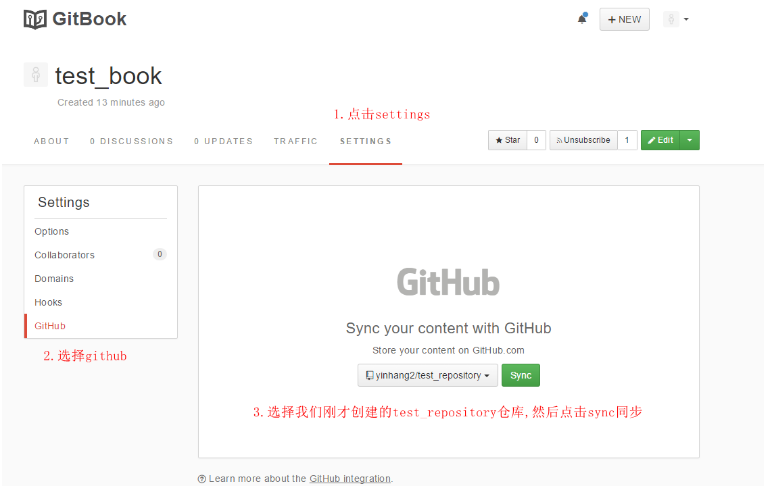 GitBook
+ NEW
test_book
Created 13 minutes ago
1.点击settings
ABOUT
0 DISCUSSIONS
0 UPDATES
TRAFFIC
SETTINGS
Star 0
Unsubscribe 1
Edit
Settings
Options
Collaborators 0
Domains
Hooks
GitHub
2.选择github
GitHub
Sync your content with GitHub
Store your content on GitHub.com
yinhang2/test_repository
Sync
3.选择我们刚才创建的test_repository仓库,然后点击sync同步
Learn more about the GitHub integration.